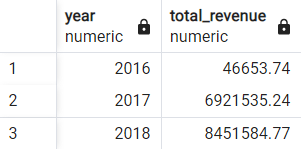 year total_revenue
numeric numeric
1 2016 46653.74
2 2017 6921535.24
3 2018 8451584.77